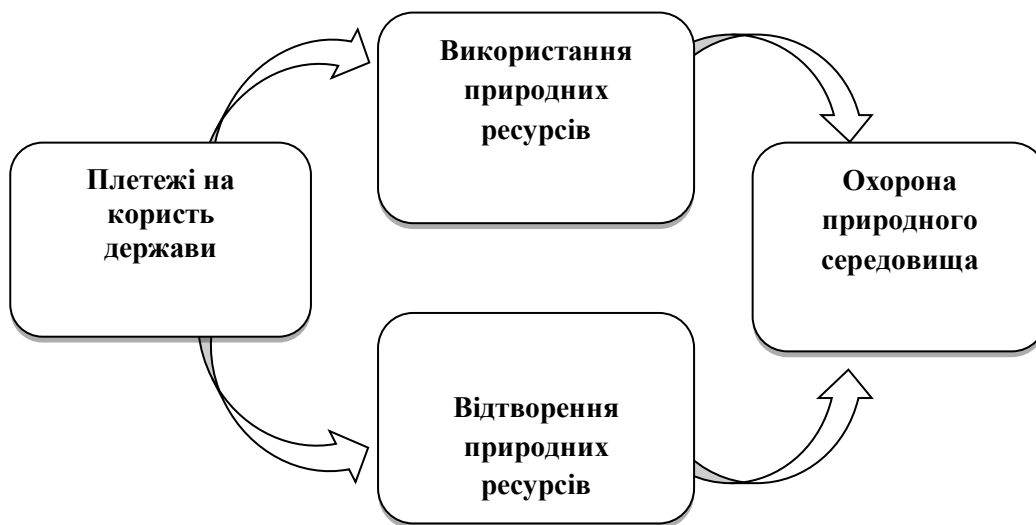 Використання
природних
ресурсів
Плетежі на
користь
держави
Охорона
природного
середовища
Відтворення
природних
ресурсів